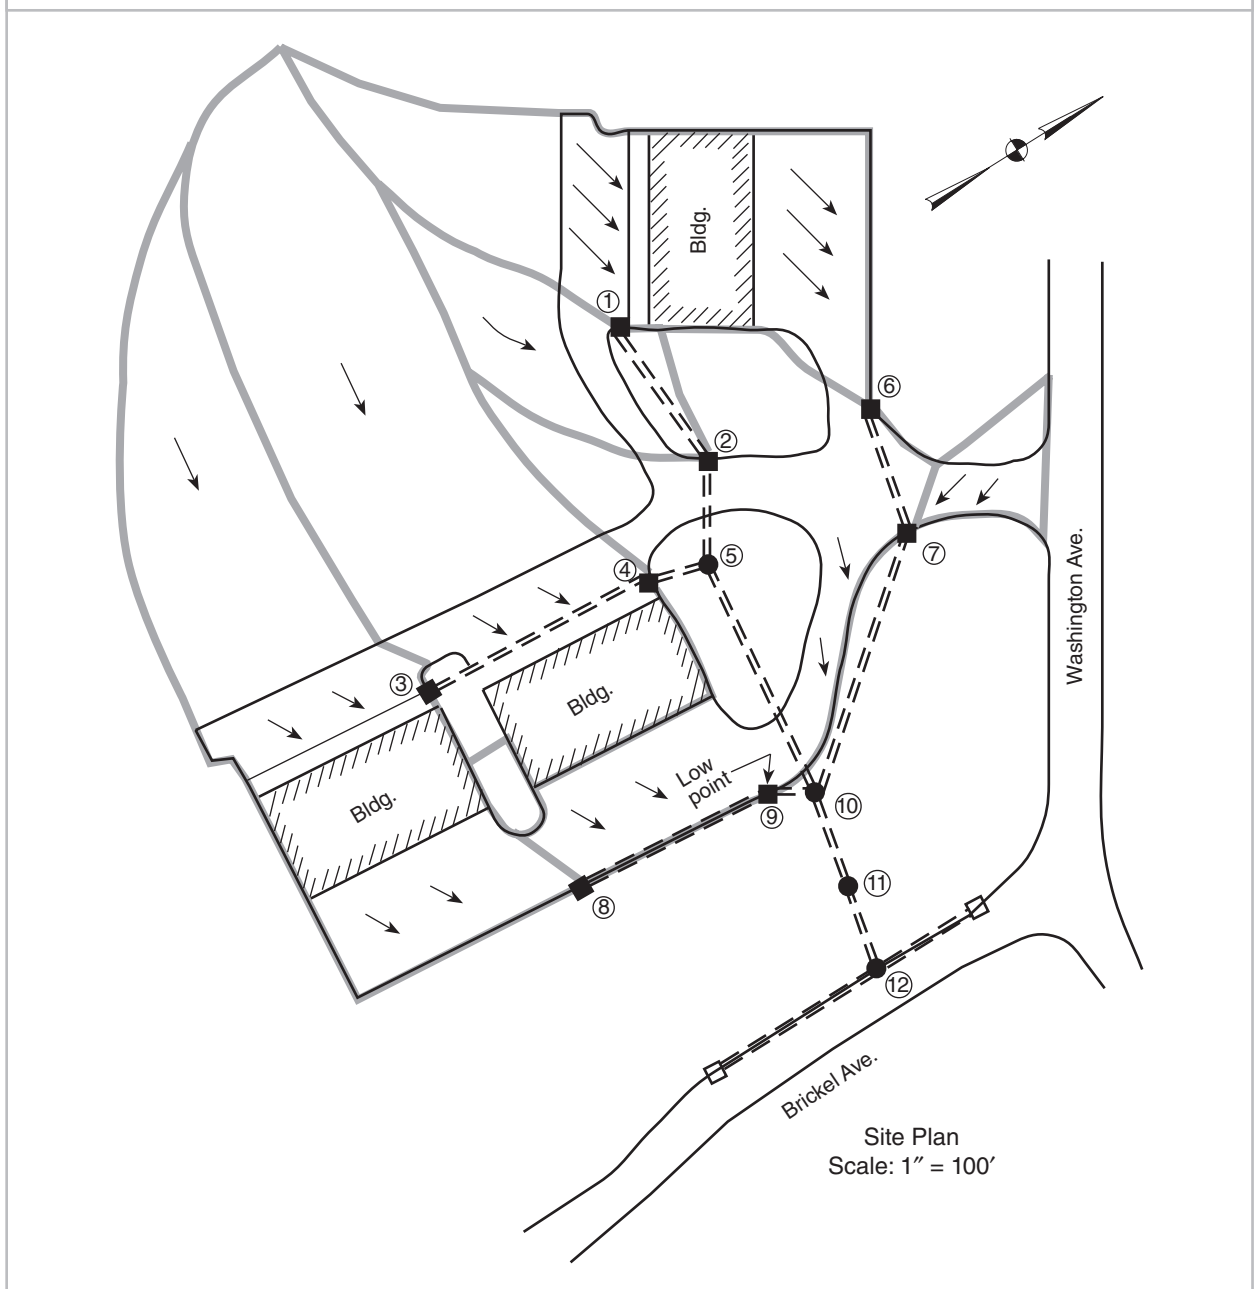 Bldg.
①
⑥
②
⑤
⑦
④
③
Washington Ave.
Bldg.
Low
point
Bldg.
⑨
⑩
⑪
⑧
⑫
Brickel Ave.
Site Plan
Scale: 1″ = 100′